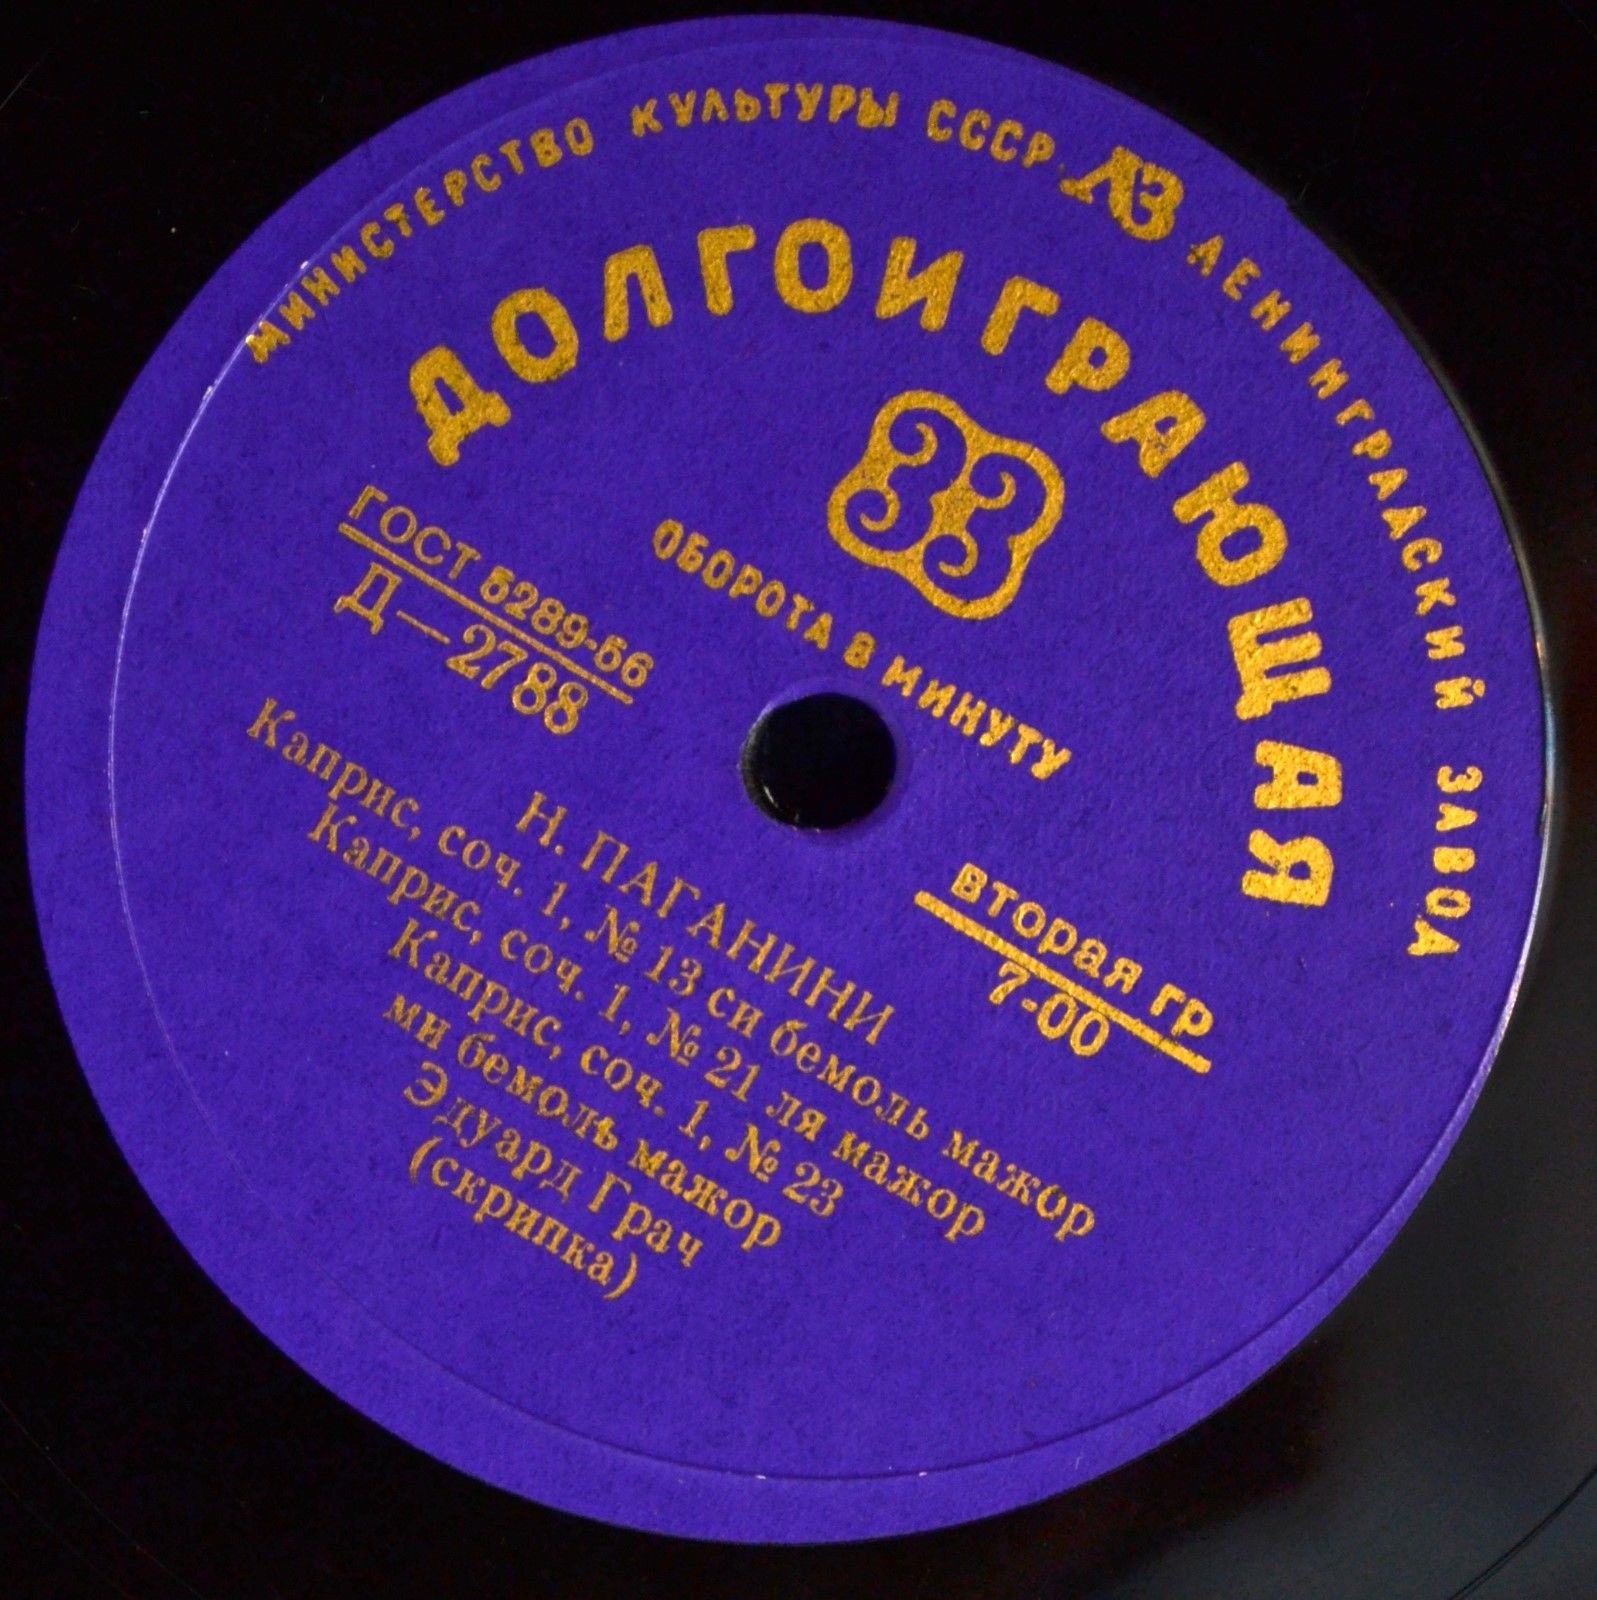 МИНИСТЕРСТВО КУЛЬТУРЫ СССР ЛЗ ЛЕНИНГРАДСКИЙ ЗАВОД
ДОЛГОИГРАЮЩАЯ
33
ОБОРОТА В МИНУТУ
ГОСТ 5289-56
Д—2788
ВТОРАЯ ГР
7-00
Н. ПАГАНИНИ
Каприс, соч. 1, № 13 си бемоль мажор
Каприс, соч. 1, № 21 ля мажор
Каприс, соч. 1, № 23
ми бемоль мажор
Эдуард Грач
(скрипка)